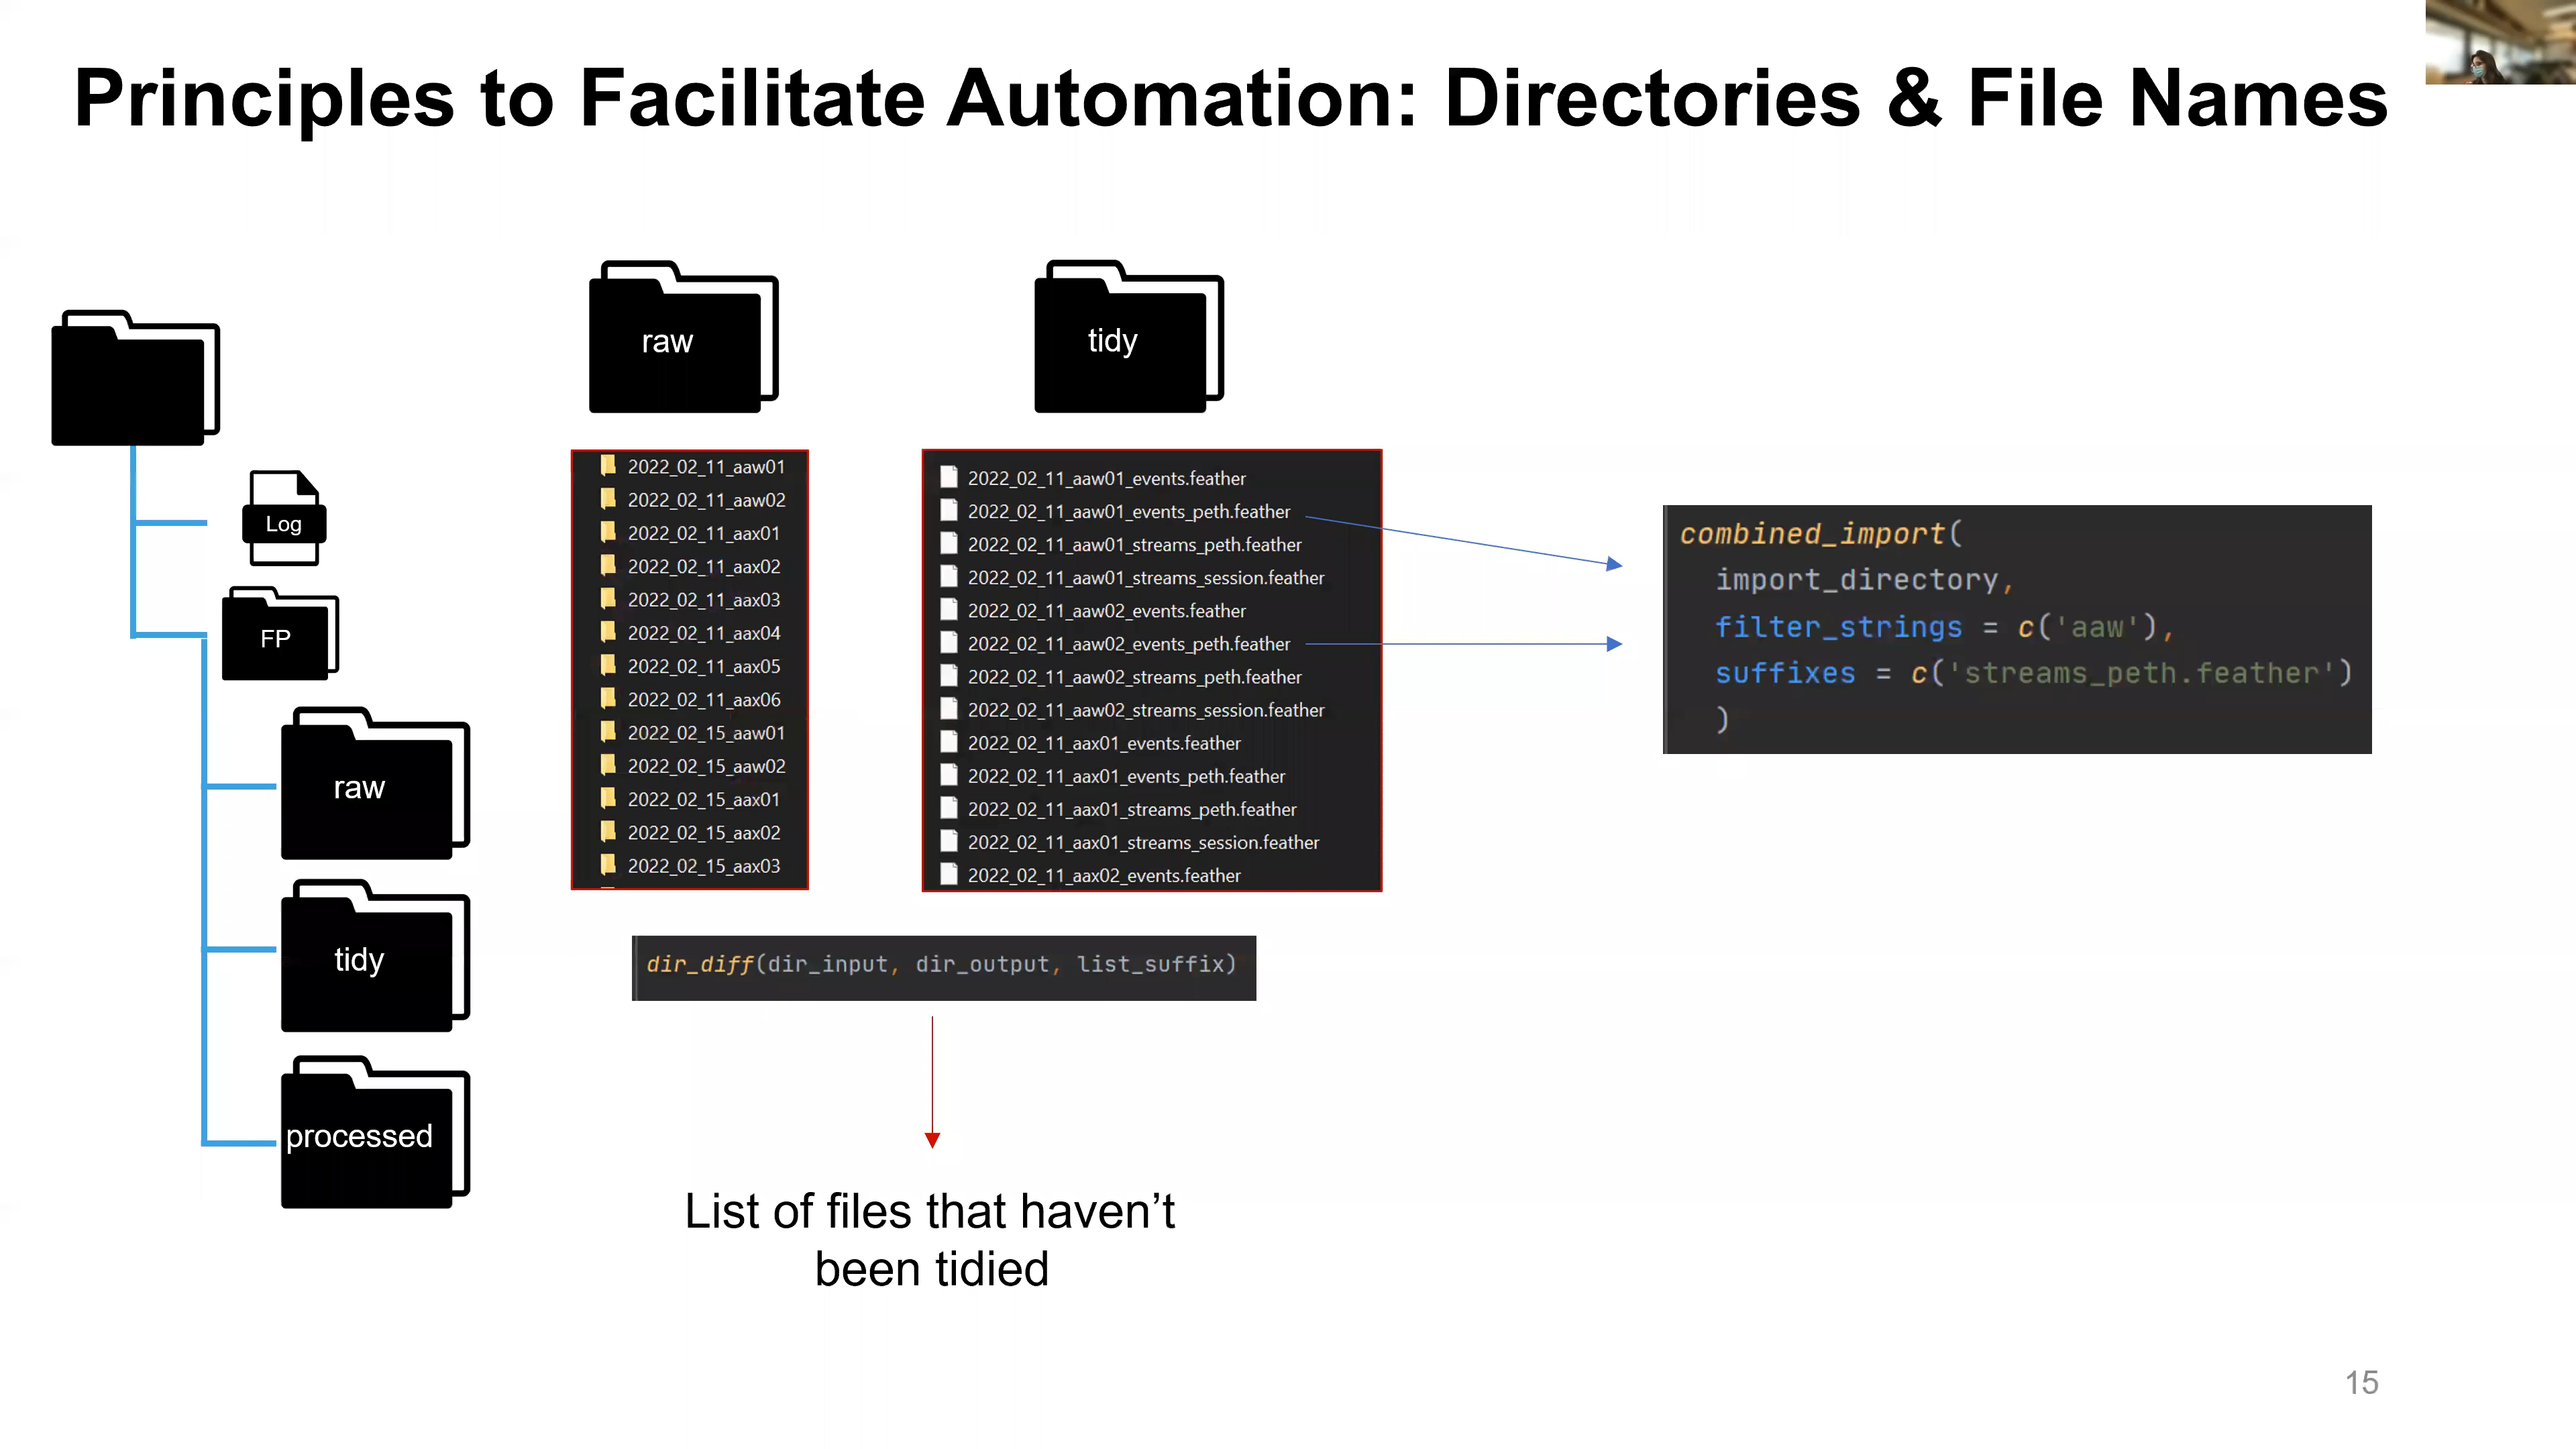 Principles to Facilitate Automation: Directories & File Names
Log
FP
raw
tidy
processed
raw
2022_02_11_aaw01
2022_02_11_aaw02
2022_02_11_aax01
2022_02_11_aax02
2022_02_11_aax03
2022_02_11_aax04
2022_02_11_aax05
2022_02_11_aax06
2022_02_15_aaw01
2022_02_15_aaw02
2022_02_15_aax01
2022_02_15_aax02
2022_02_15_aax03
tidy
2022_02_11_aaw01_events.feather
2022_02_11_aaw01_events_peth.feather
2022_02_11_aaw01_streams_peth.feather
2022_02_11_aaw01_streams_session.feather
2022_02_11_aaw02_events.feather
2022_02_11_aaw02_events_peth.feather
2022_02_11_aaw02_streams_peth.feather
2022_02_11_aaw02_streams_session.feather
2022_02_11_aax01_events.feather
2022_02_11_aax01_events_peth.feather
2022_02_11_aax01_streams_peth.feather
2022_02_11_aax01_streams_session.feather
2022_02_11_aax02_events.feather
combined_import(
import_directory,
filter_strings = c('aaw'),
suffixes = c('streams_peth.feather')
)
dir_diff(dir_input, dir_output, list_suffix)
List of files that haven’t
been tidied
15